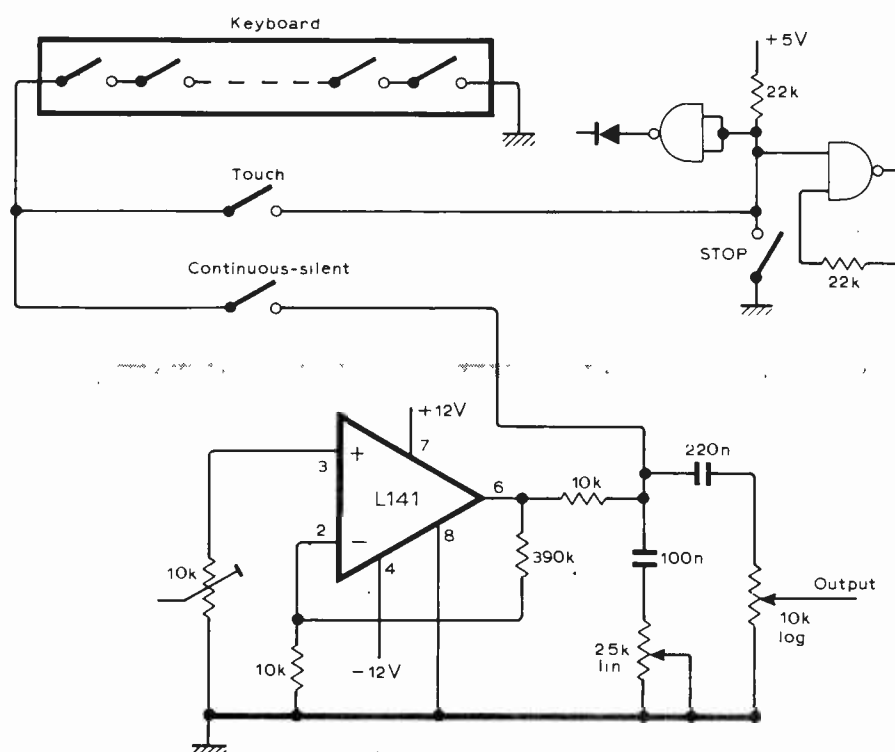 Keyboard
+5V
22k
Touch
STOP
22k
Continuous-silent
+12V
+
3
7
L141
6
10k
220n
2
−
8
4
390k
100n
10k
Output
10k
log
25k
lin
10k
−12V